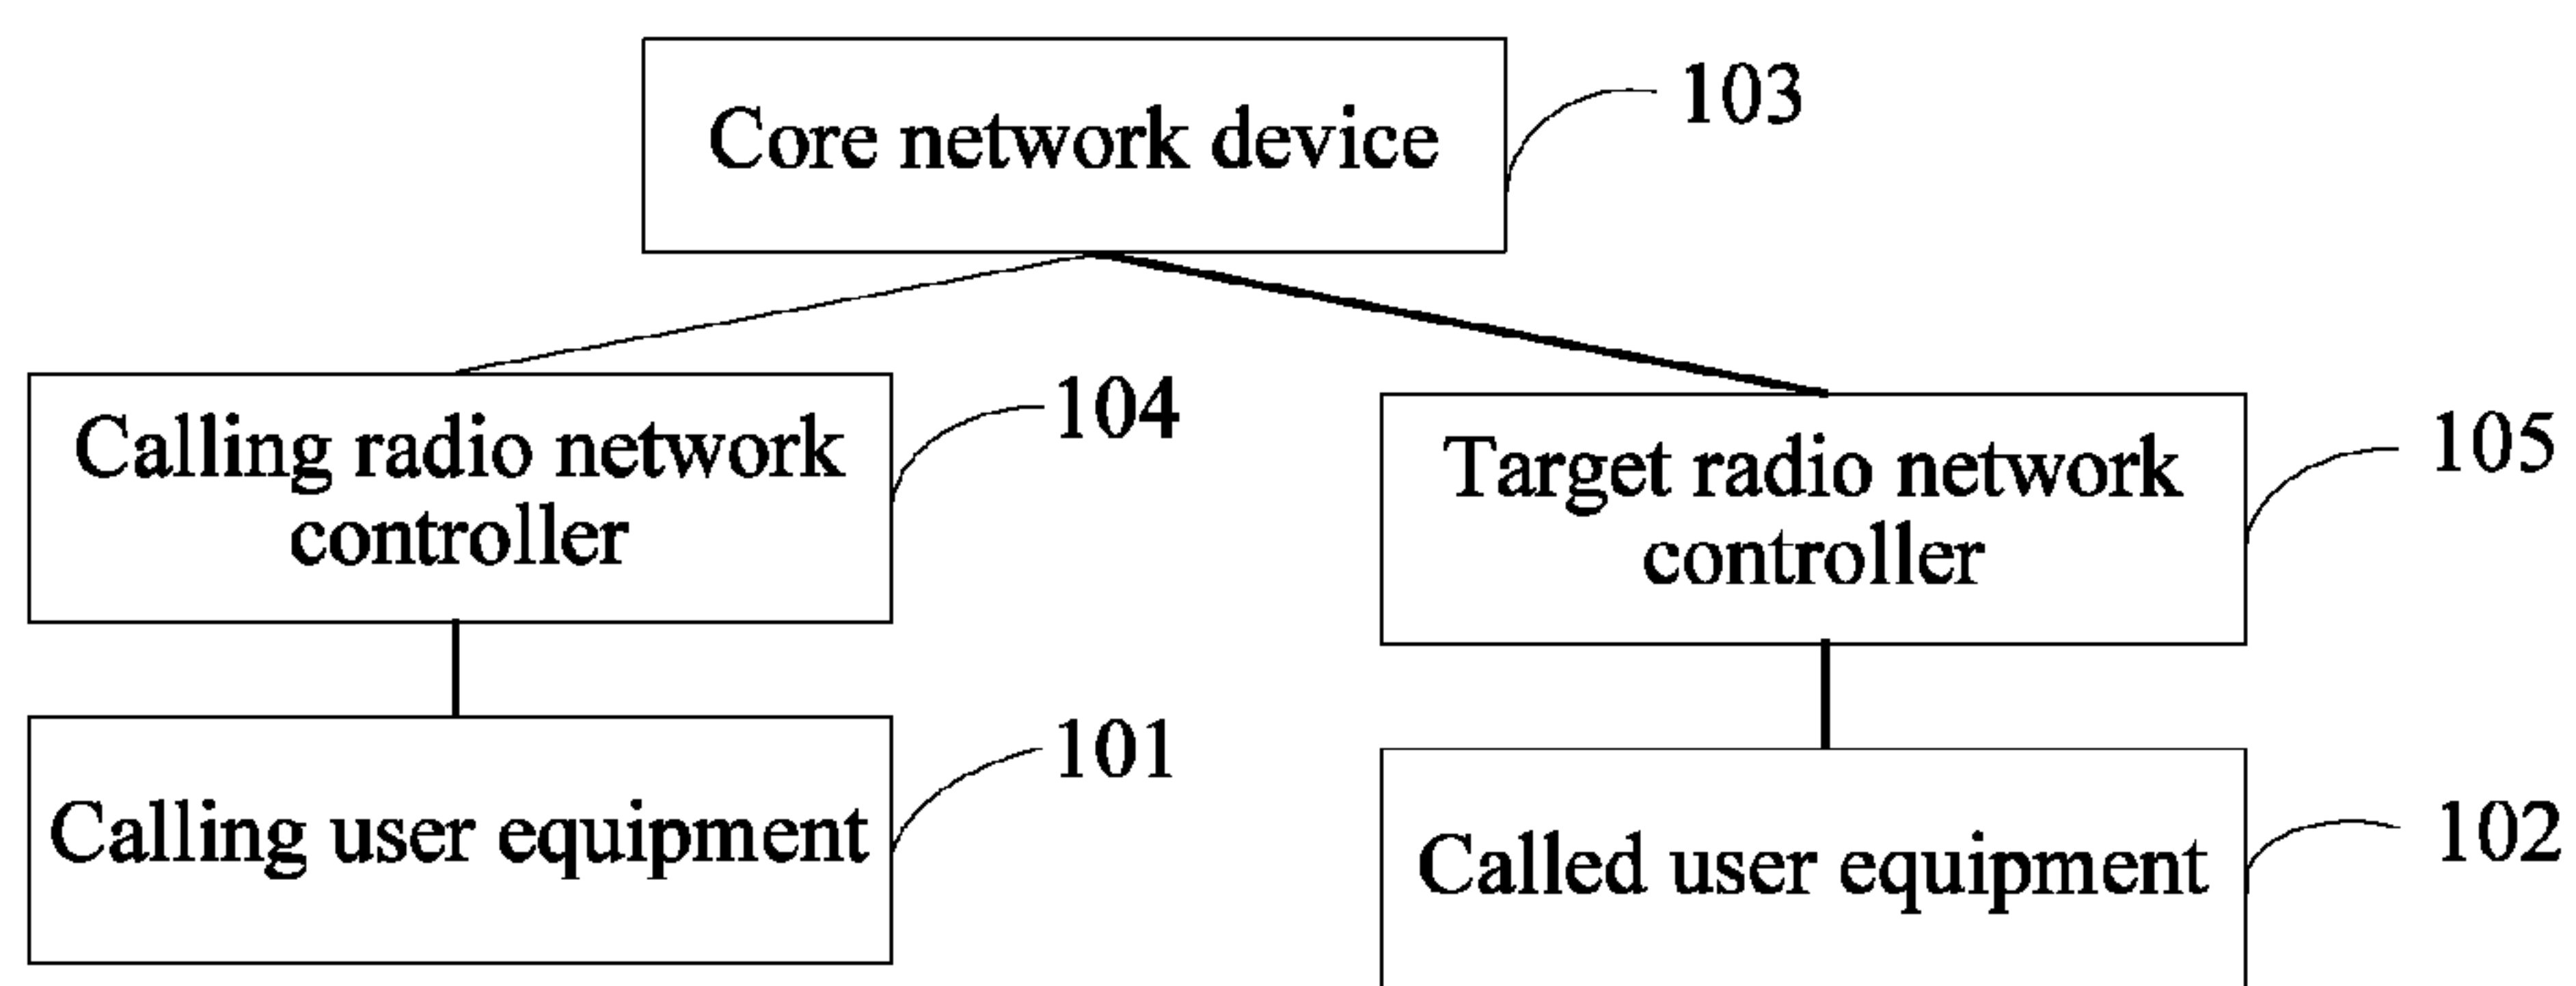 Core network device
103
Calling radio network
controller
104
Target radio network
controller
105
Calling user equipment
101
Called user equipment
102